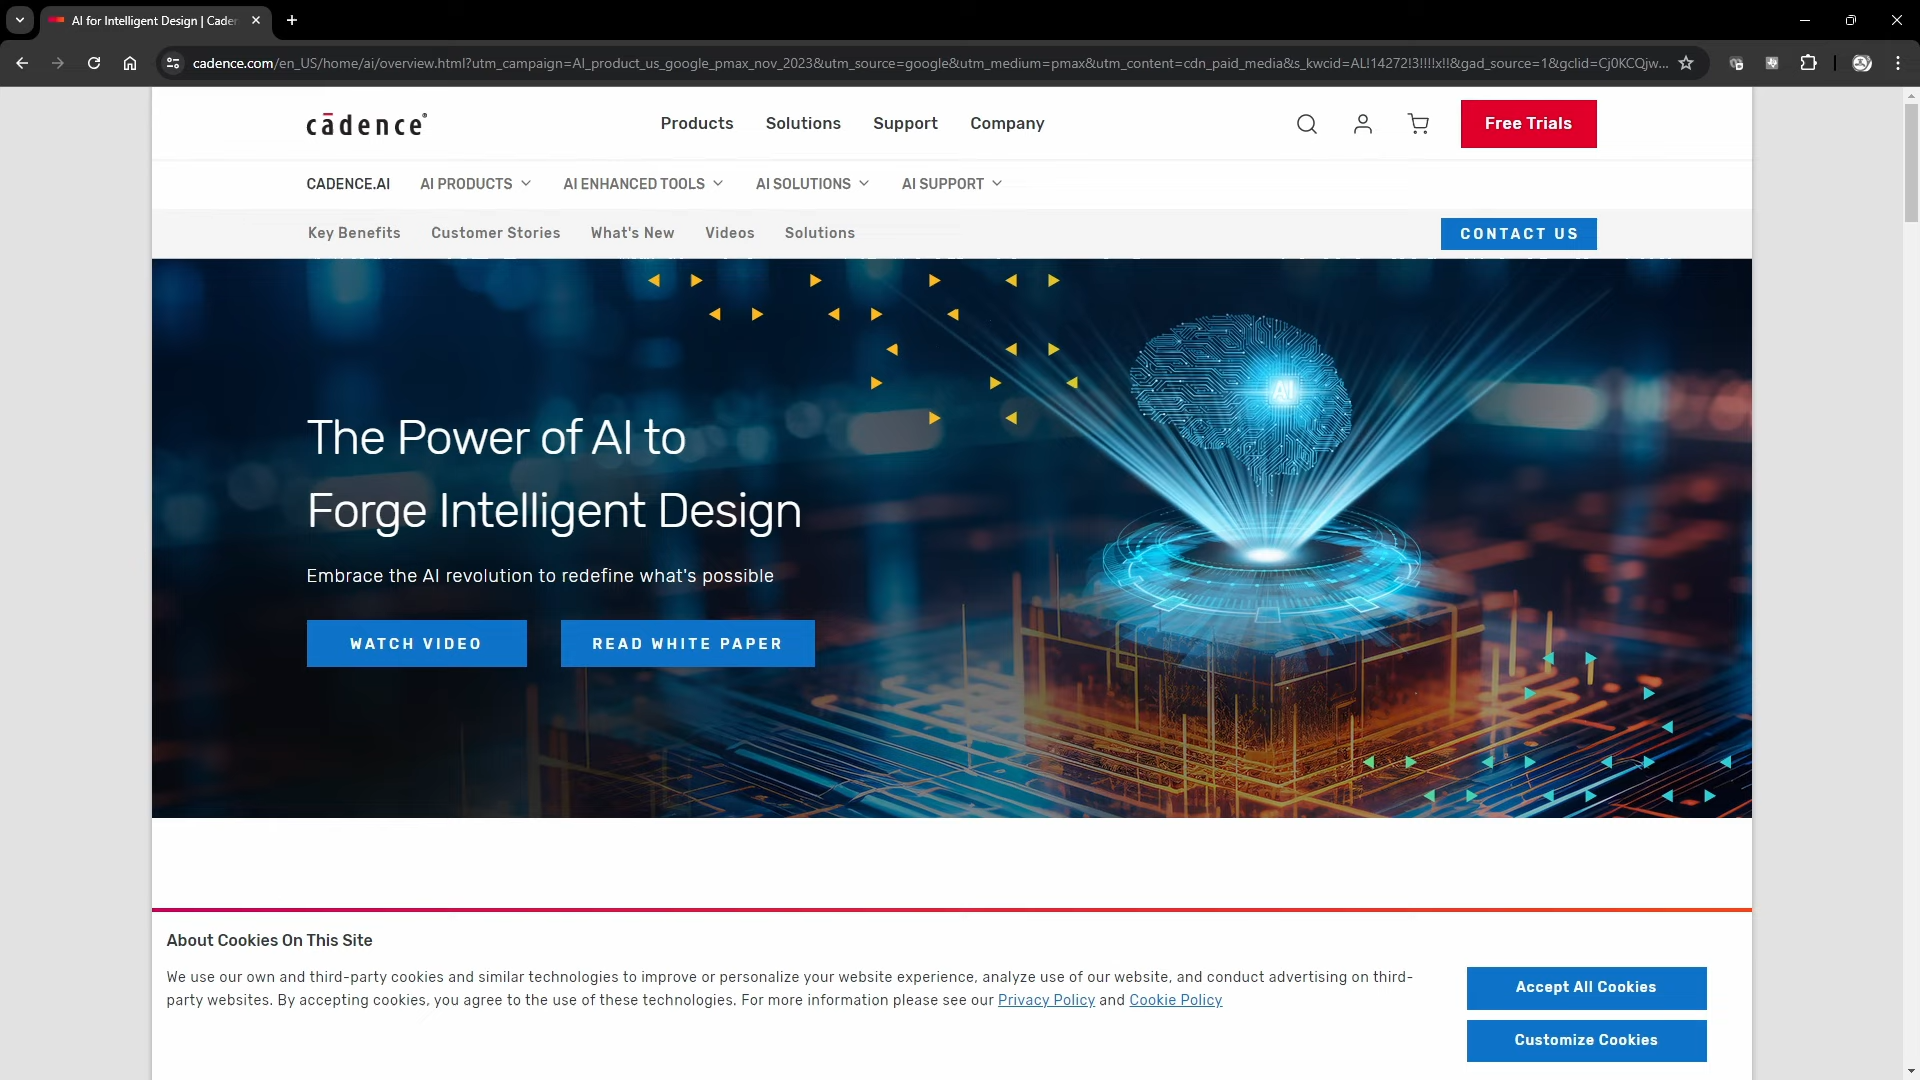 AI for Intelligent Design | Caden
cadence.com/en_US/home/ai/overview.html?utm_campaign=AI_product_us_google_pmax_nov_2023&utm_source=google&utm_medium=pmax&utm_content=cdn_paid_media&s_kwcid=AL!14272!3!!!!x!!&gad_source=1&gclid=Cj0KCQjw...
cādence®
Products Solutions Support Company
Free Trials
CADENCE.AI AI PRODUCTS AI ENHANCED TOOLS AI SOLUTIONS AI SUPPORT
Key Benefits Customer Stories What's New Videos Solutions
CONTACT US
AI
The Power of AI to
Forge Intelligent Design
Embrace the AI revolution to redefine what's possible
WATCH VIDEO READ WHITE PAPER
About Cookies On This Site
We use our own and third-party cookies and similar technologies to improve or personalize your website experience, analyze use of our website, and conduct advertising on third-
party websites. By accepting cookies, you agree to the use of these technologies. For more information please see our Privacy Policy and Cookie Policy
Accept All Cookies
Customize Cookies